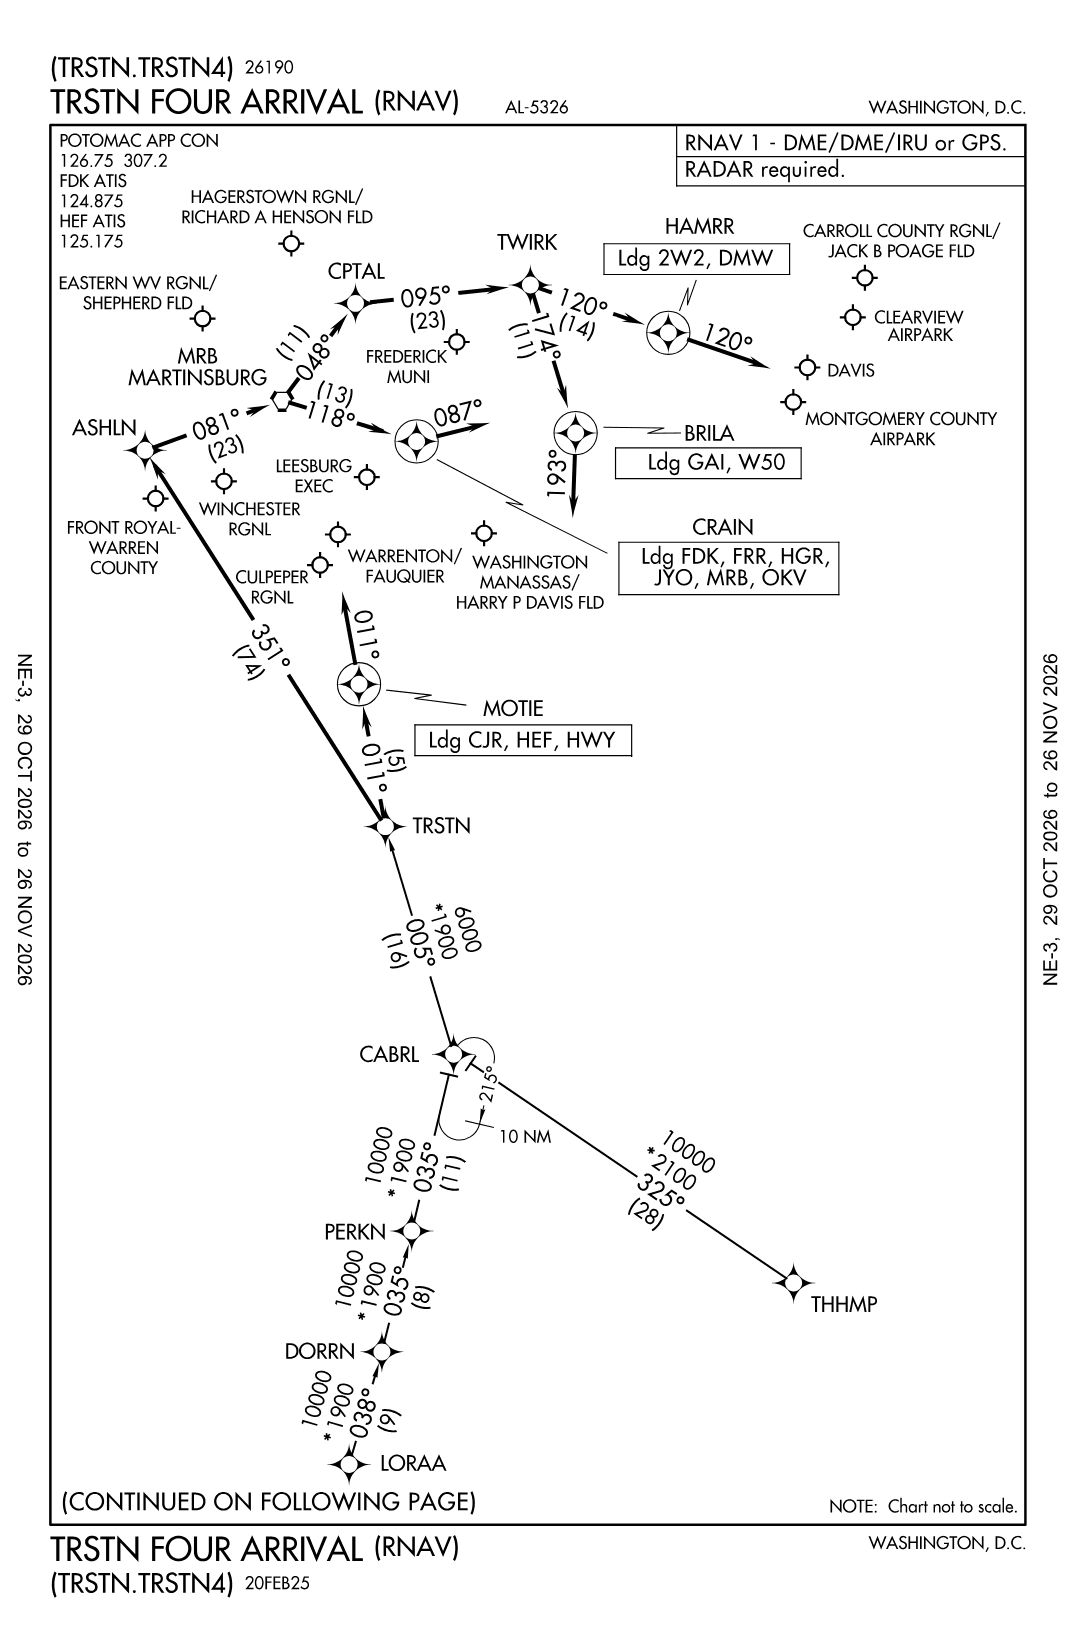 (TRSTN.TRSTN4) 26190
TRSTN FOUR ARRIVAL (RNAV)
AL-5326
WASHINGTON, D.C.
POTOMAC APP CON
126.75 307.2
FDK ATIS
124.875
HEF ATIS
125.175
RNAV 1 - DME/DME/IRU or GPS.
RADAR required.
HAGERSTOWN RGNL/
RICHARD A HENSON FLD
EASTERN WV RGNL/
SHEPHERD FLD
CPTAL
TWIRK
HAMRR
Ldg 2W2, DMW
CARROLL COUNTY RGNL/
JACK B POAGE FLD
CLEARVIEW
AIRPARK
DAVIS
MONTGOMERY COUNTY
AIRPARK
095°
(23)
120°
(14)
120°
174°
(11)
048°
(11)
FREDERICK
MUNI
MRB
MARTINSBURG
118°
(13)
087°
ASHLN
081°
(23)
BRILA
Ldg GAI, W50
193°
LEESBURG
EXEC
WINCHESTER
RGNL
FRONT ROYAL-
WARREN
COUNTY
CRAIN
Ldg FDK, FRR, HGR,
JYO, MRB, OKV
WARRENTON/
FAUQUIER
WASHINGTON
MANASSAS/
HARRY P DAVIS FLD
CULPEPER
RGNL
351°
(74)
011°
MOTIE
Ldg CJR, HEF, HWY
011°
(5)
TRSTN
6000
*1900
005°
(16)
CABRL
215°
10 NM
10000
*1900
035°
(11)
10000
*2100
325°
(28)
PERKN
THHMP
10000
*1900
035°
(8)
DORRN
10000
*1900
038°
(9)
LORAA
(CONTINUED ON FOLLOWING PAGE)
NOTE: Chart not to scale.
TRSTN FOUR ARRIVAL (RNAV)
(TRSTN.TRSTN4) 20FEB25
WASHINGTON, D.C.
NE-3, 29 OCT 2026 to 26 NOV 2026
NE-3, 29 OCT 2026 to 26 NOV 2026